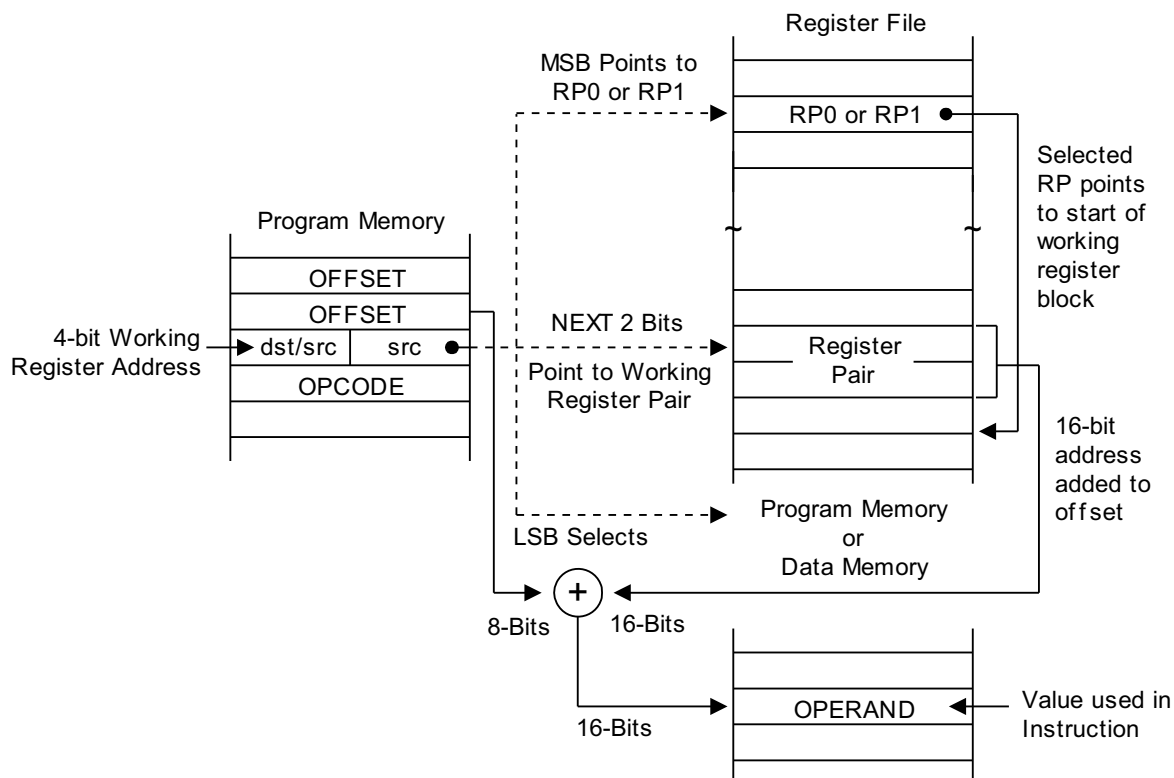 Register File
MSB Points to
RP0 or RP1
RP0 or RP1
Selected
RP points
to start of
working
register
block
~
~
Program Memory
OFFSET
OFFSET
4-bit Working
Register Address
dst/src
src
OPCODE
NEXT 2 Bits
Point to Working
Register Pair
Register
Pair
16-bit
address
added to
offset
LSB Selects
Program Memory
or
Data Memory
+
8-Bits
16-Bits
16-Bits
OPERAND
Value used in
Instruction